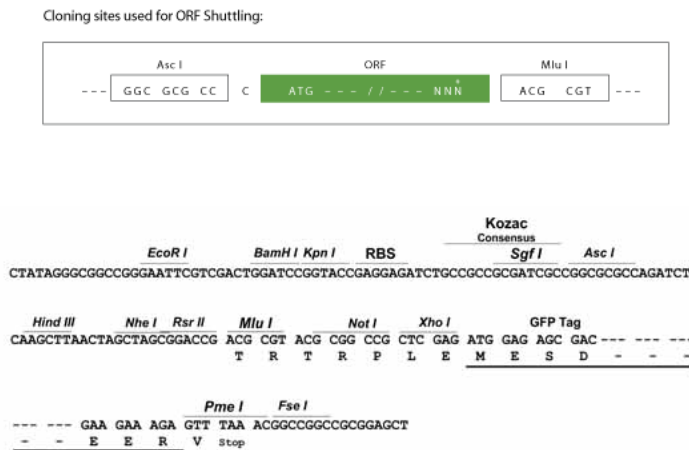 Cloning sites used for ORF Shuttling:
Asc I ORF Mlu I
--- GGC GCG CC C ATG --- // --- NNN* ACG CGT ---
Kozac
Consensus
EcoR I BamH I Kpn I RBS Sgf I Asc I
CTATAGGGCGGCCGGGAATTCGTCGACTGGATCCGGTACCGAGGAGATCTGCCGCCGCGATCGCCGGCGCGCCAGATCT
Hind III Nhe I Rsr II Mlu I Not I Xho I GFP Tag
CAAGCTTAACTAGCTAGCGGACCG ACG CGT ACG CGG CCG CTC GAG ATG GAG AGC GAC --- --- ---
T R T R P L E M E S D - - -
Pme I Fse I
--- --- GAA GAA AGA GTT TAA ACGGCCGGCCGCGGAGCT
- - E E R V Stop